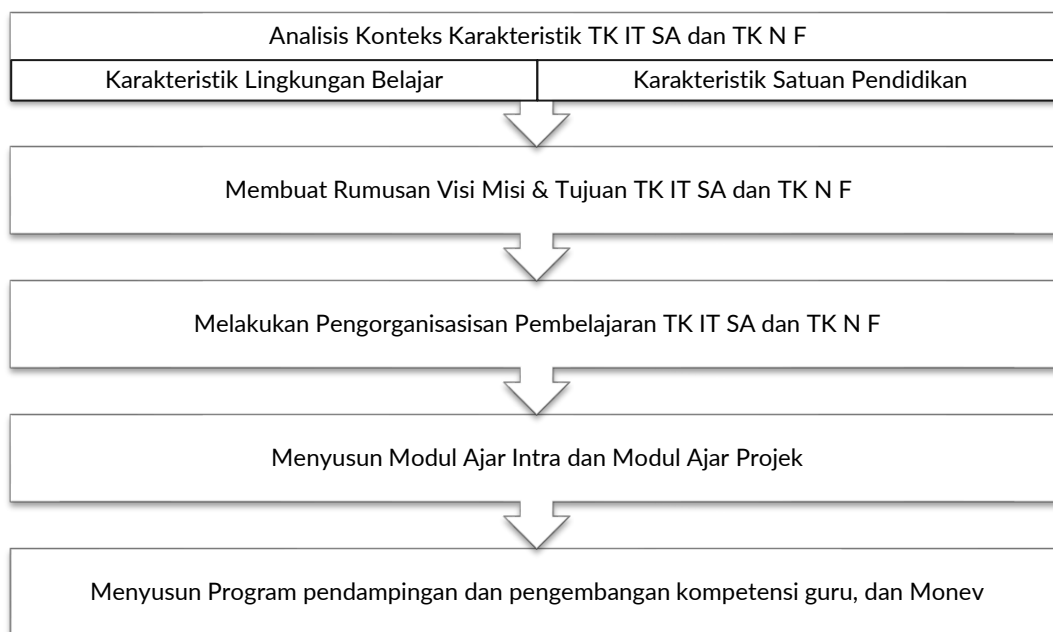 Analisis Konteks Karakteristik TK IT SA dan TK N F
Karakteristik Lingkungan Belajar
Karakteristik Satuan Pendidikan
Membuat Rumusan Visi Misi & Tujuan TK IT SA dan TK N F
Melakukan Pengorganisasisan Pembelajaran TK IT SA dan TK N F
Menyusun Modul Ajar Intra dan Modul Ajar Projek
Menyusun Program pendampingan dan pengembangan kompetensi guru, dan Monev